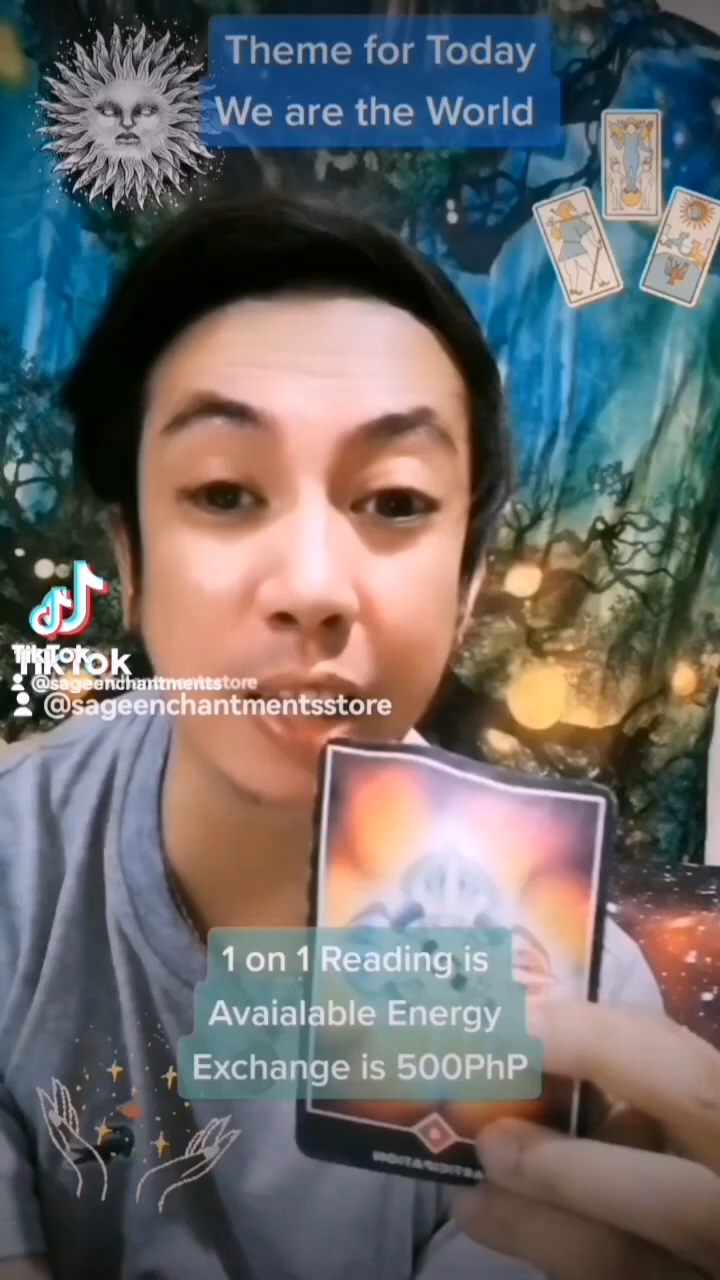 Theme for Today
We are the World
TikTok
TikTok
@sageenchantmentsstore
@sageenchantmentsstore
1 on 1 Reading is
Avaialable Energy
Exchange is 500PhP